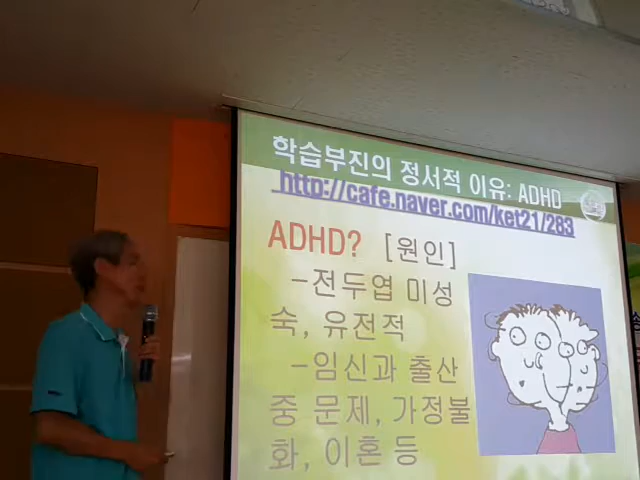 학습부진의 정서적 이유: ADHD
http://cafe.naver.com/ket21/283
ADHD? [원인]
-전두엽 미성
숙, 유전적
-임신과 출산
중 문제, 가정불
화, 이혼 등